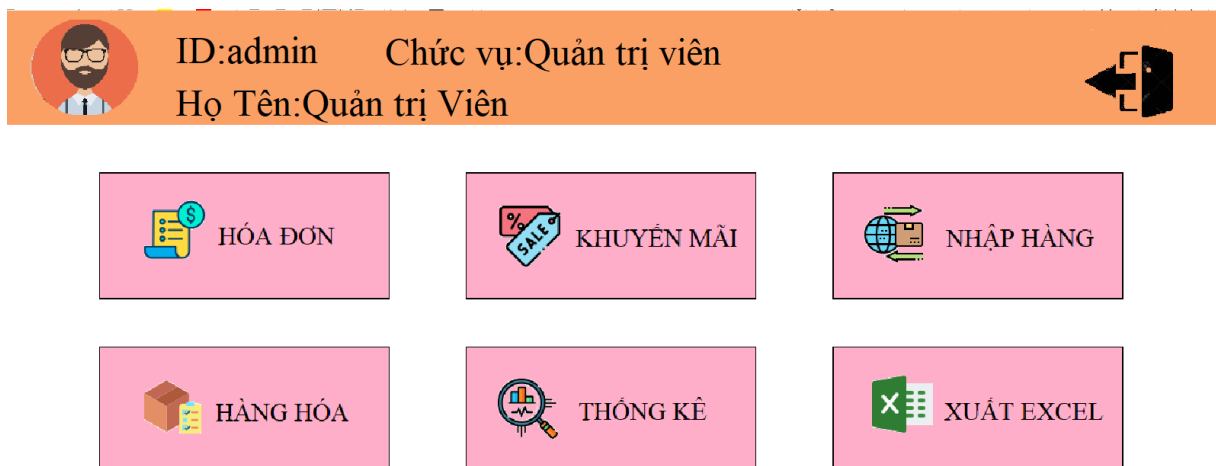 ID:admin Chức vụ:Quản trị viên
Họ Tên:Quản trị Viên
HÓA ĐƠN
KHUYẾN MÃI
NHẬP HÀNG
HÀNG HÓA
THỐNG KÊ
XUẤT EXCEL